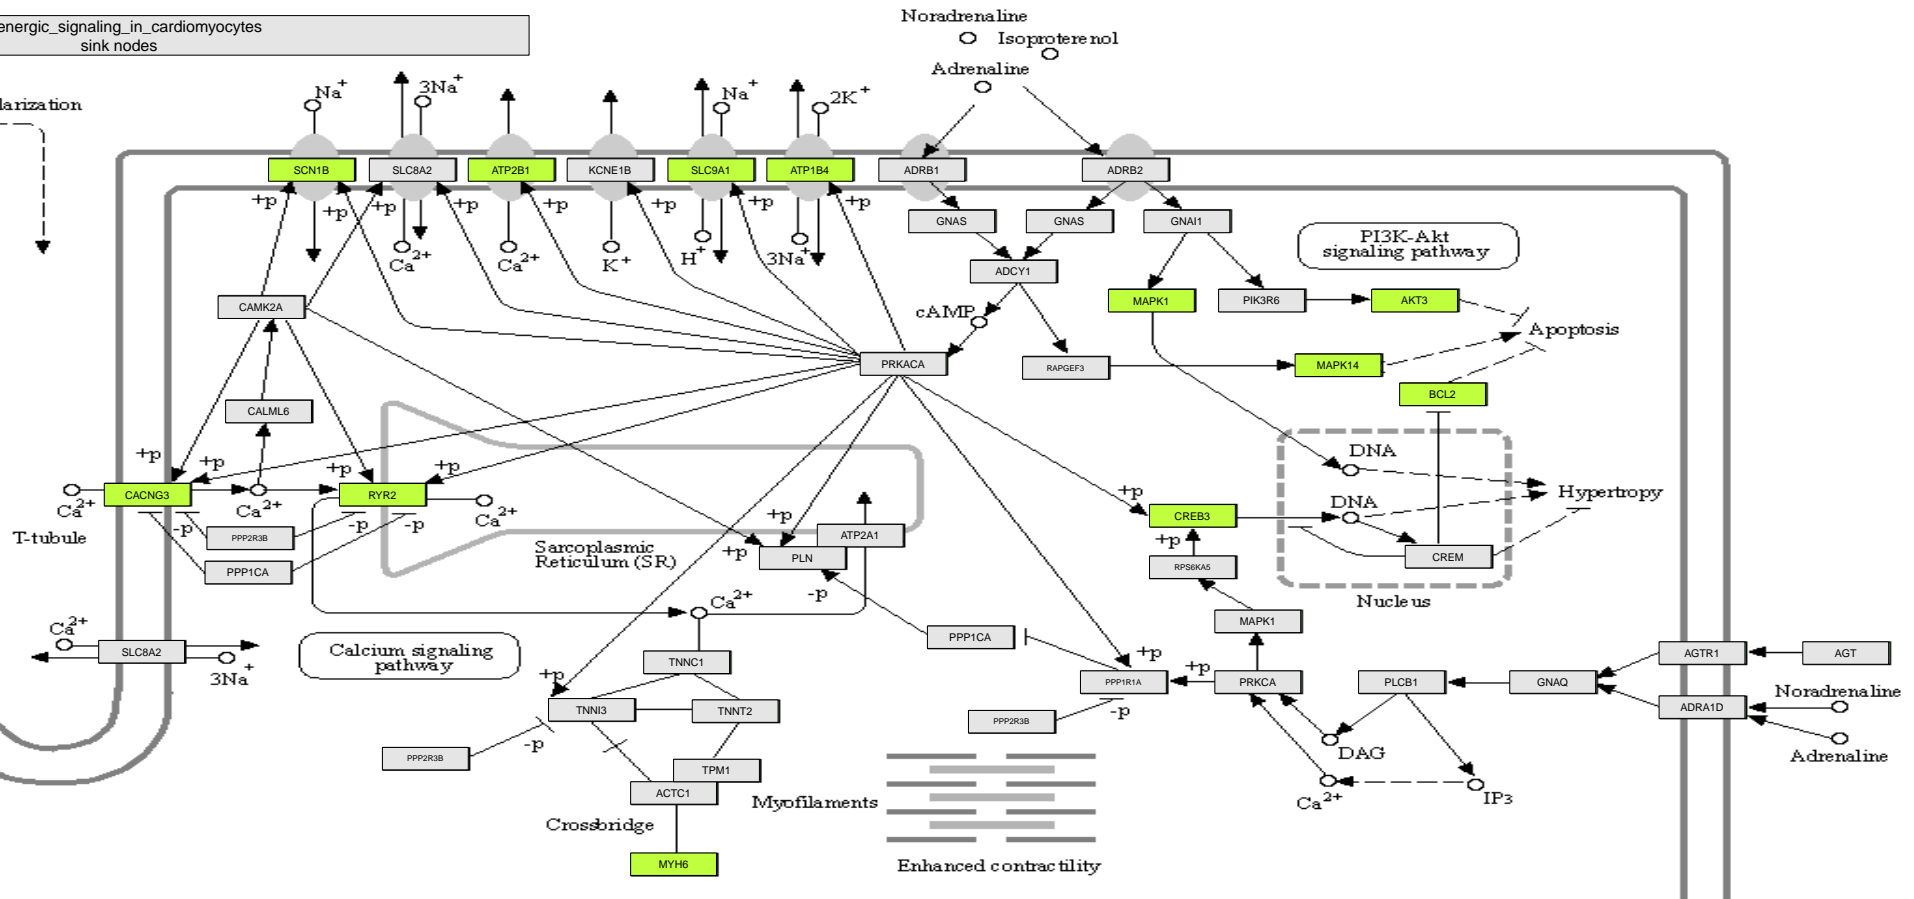 energic_signaling_in_cardiomyocytes
sink nodes
Noradrenaline
Isoproterenol
Adrenaline
larization
Na+
3Na+
Na+
2K+
SCN1B
SLC8A2
ATP2B1
KCNE1B
SLC9A1
ATP1B4
ADRB1
ADRB2
+p
+p
+p
+p
+p
+p
+p
GNAS
GNAS
GNAI1
Ca2+
Ca2+
K+
H+
3Na+
PI3K-Akt
signaling pathway
ADCY1
CAMK2A
MAPK1
PIK3R6
AKT3
cAMP
Apoptosis
PRKACA
RAPGEF3
MAPK14
BCL2
CALML6
+p
+p
+p
+p
DNA
CACNG3
RYR2
Ca2+
Ca2+
Ca2+
+p
DNA
Hypertropy
CREB3
T-tubule
-p
-p
-p
PPP2R3B
+p
ATP2A1
Sarcoplasmic
Reticulum (SR)
+p
PLN
+p
CREM
PPP1CA
RPS6KA5
-p
Nucleus
Ca2+
Ca2+
MAPK1
PPP1CA
SLC8A2
3Na+
Calcium signaling
pathway
TNNC1
+p
+p
+p
AGTR1
AGT
PPP1R1A
PRKCA
PLCB1
GNAQ
Noradrenaline
TNNI3
TNNT2
PPP2R3B
-p
ADRA1D
-p
PPP2R3B
DAG
Adrenaline
TPM1
ACTC1
Myofilaments
Ca2+
IP3
Crossbridge
MYH6
Enhanced contractility